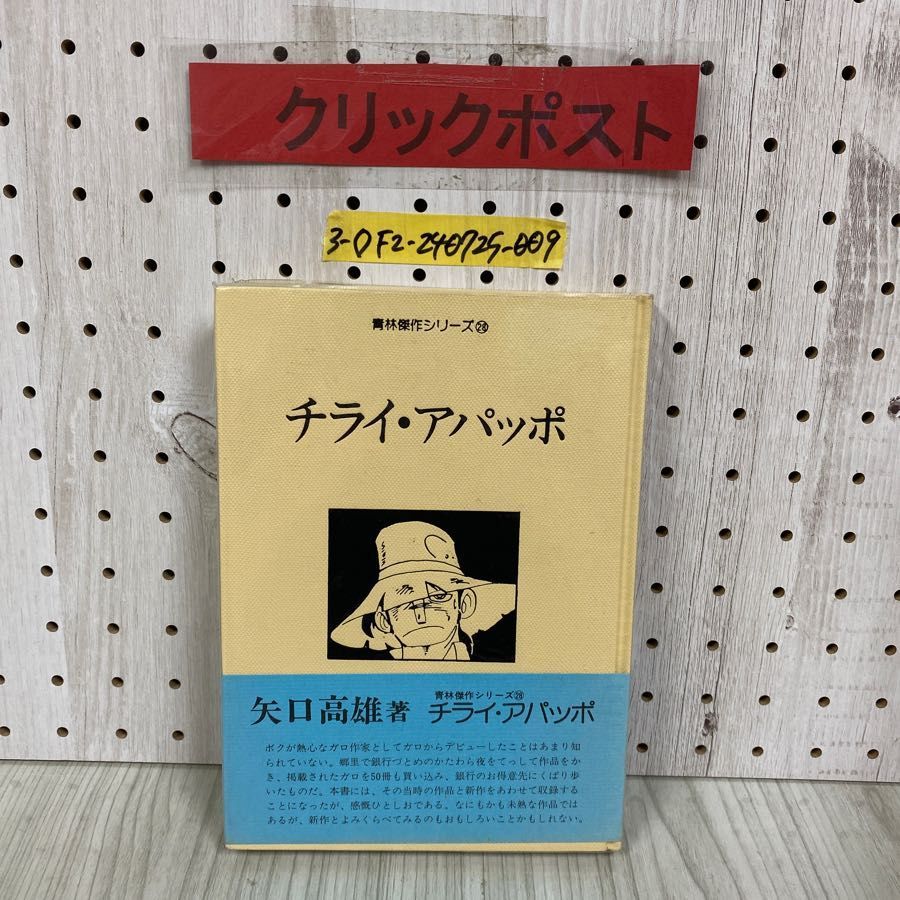 クリックポスト
3-OF2-240725-009
青林傑作シリーズ㉘
チライ・アパッポ
矢口高雄著 青林傑作シリーズ㉘ チライ・アパッポ
ボクが熱心なガロ作家としてガロからデビューしたことはあまり知
られていない。郷里で銀行づとめのかたわら夜をてっして作品をか
き、掲載されたガロを50冊も買い込み、銀行のお得意先にくばり歩
いたものだ。本書には、その当時の作品と新作をあわせて収録する
ことになったが、感慨ひとしおである。なにもかも未熟な作品では
あるが、新作とよみくらべてみるのもおもしろいことかもしれない。